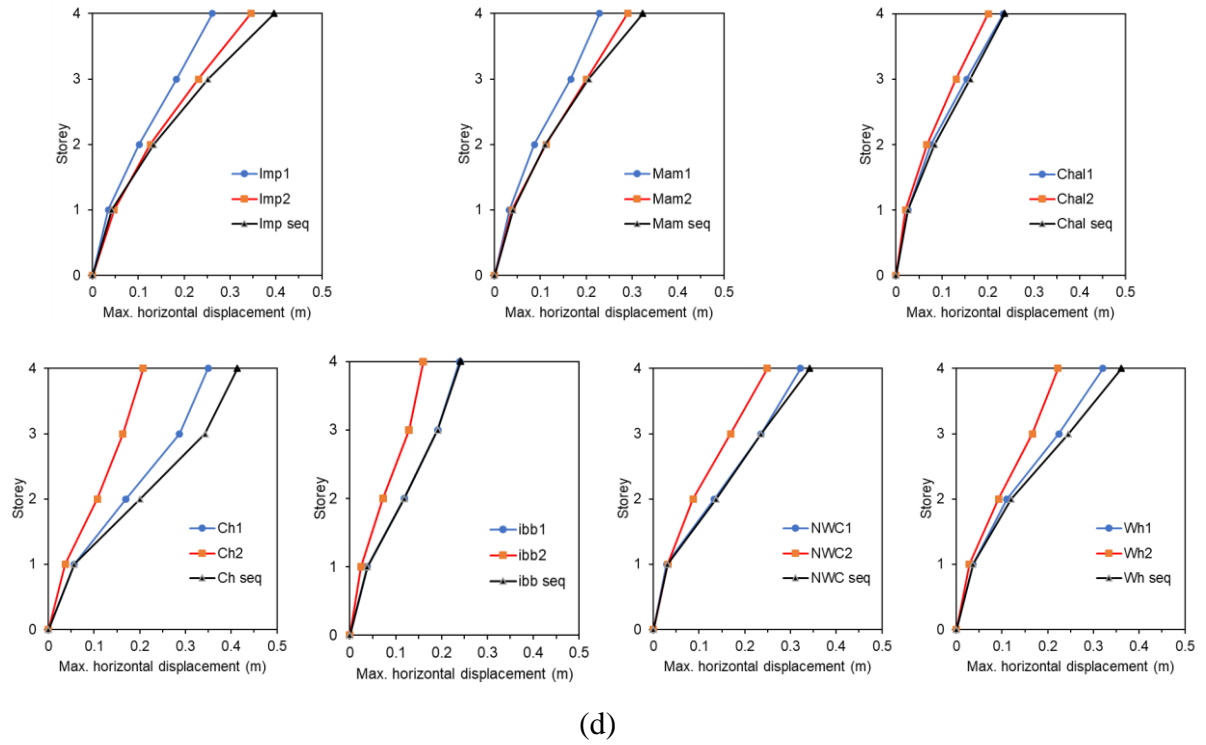 4
3
2
1
0
Storey
Imp1
Imp2
Imp seq
0 0.1 0.2 0.3 0.4 0.5
Max. horizontal displacement (m)
4
3
2
1
0
Storey
Mam1
Mam2
Mam seq
0 0.1 0.2 0.3 0.4 0.5
Max. horizontal displacement (m)
4
3
2
1
0
Storey
Chal1
Chal2
Chal seq
0 0.1 0.2 0.3 0.4 0.5
Max. horizontal displacement (m)
4
3
2
1
0
Storey
Ch1
Ch2
Ch seq
0 0.1 0.2 0.3 0.4 0.5
Max. horizontal displacement (m)
4
3
2
1
0
Storey
ibb1
ibb2
ibb seq
0 0.1 0.2 0.3 0.4 0.5
Max. horizontal displacement (m)
4
3
2
1
0
Storey
NWC1
NWC2
NWC seq
0 0.1 0.2 0.3 0.4 0.5
Max. horizontal displacement (m)
4
3
2
1
0
Storey
Wh1
Wh2
Wh seq
0 0.1 0.2 0.3 0.4 0.5
Max. horizontal displacement (m)
(d)